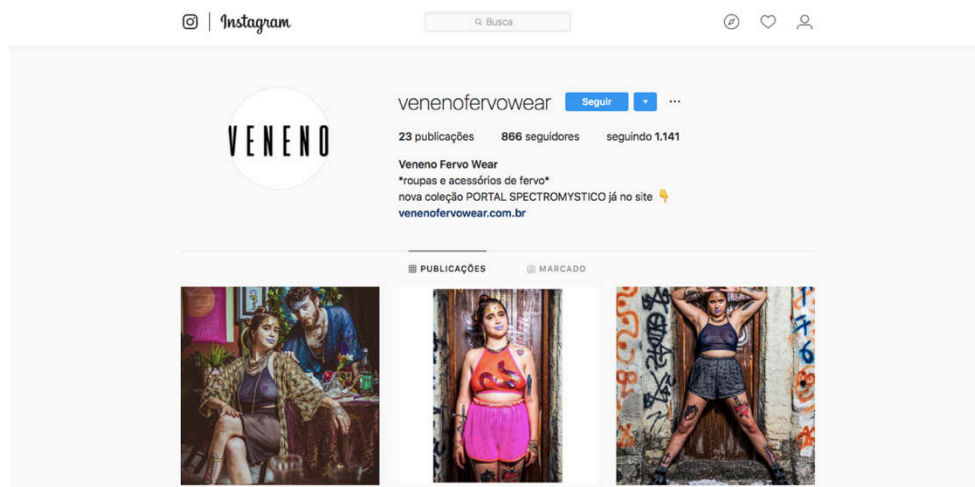 Instagram
Busca
VENENO
venenofervowear Seguir ...
23 publicações 866 seguidores seguindo 1.141
Veneno Fervo Wear
*roupas e acessórios de fervo*
nova coleção PORTAL SPECTROMYSTICO já no site 👇
venenofervowear.com.br
PUBLICAÇÕES MARCADO